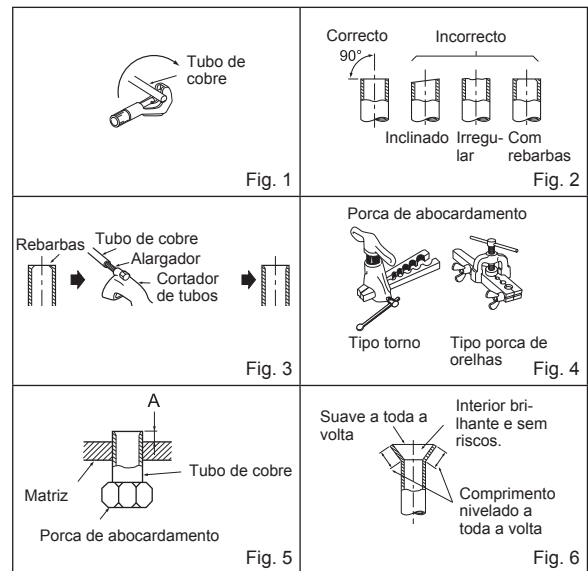 Tubo de
cobre
Fig. 1
Correcto
Incorrecto
90°
Inclinado
Irregu-
lar
Com
rebarbas
Fig. 2
Rebarbas
Tubo de cobre
Alargador
Cortador
de tubos
Fig. 3
Porca de abocardamento
Tipo torno
Tipo porca de
orelhas
Fig. 4
A
Tubo de cobre
Matriz
Porca de abocardamento
Fig. 5
Suave a toda a
volta
Interior bri-
lhante e sem
riscos.
Comprimento
nivelado a
toda a volta
Fig. 6